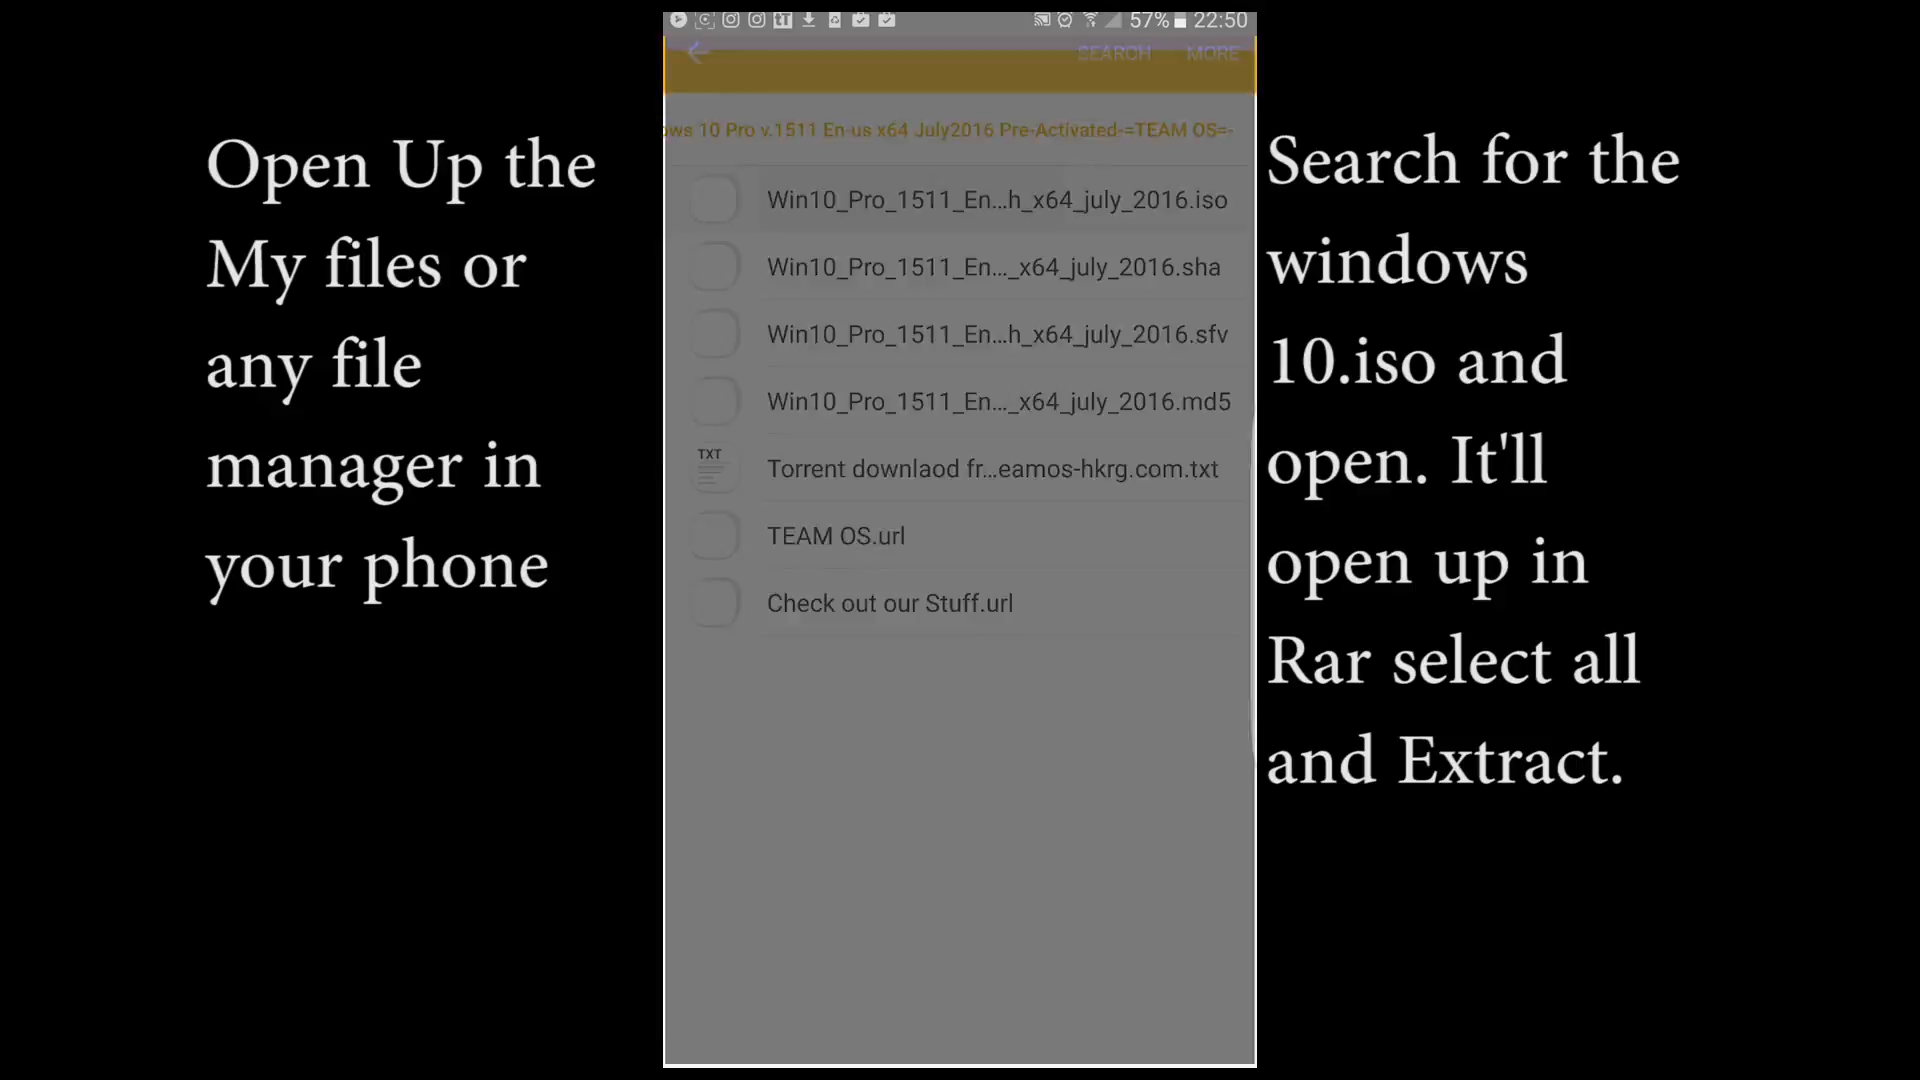 Open Up the
My files or
any file
manager in
your phone
57% 22:50
SEARCH MORE
ows 10 Pro v.1511 En-us x64 July2016 Pre-Activated-=TEAM OS=-
Win10_Pro_1511_En...h_x64_july_2016.iso
Win10_Pro_1511_En..._x64_july_2016.sha
Win10_Pro_1511_En...h_x64_july_2016.sfv
Win10_Pro_1511_En..._x64_july_2016.md5
TXT
Torrent downlaod fr...eamos-hkrg.com.txt
TEAM OS.url
Check out our Stuff.url
Search for the
windows
10.iso and
open. It'll
open up in
Rar select all
and Extract.